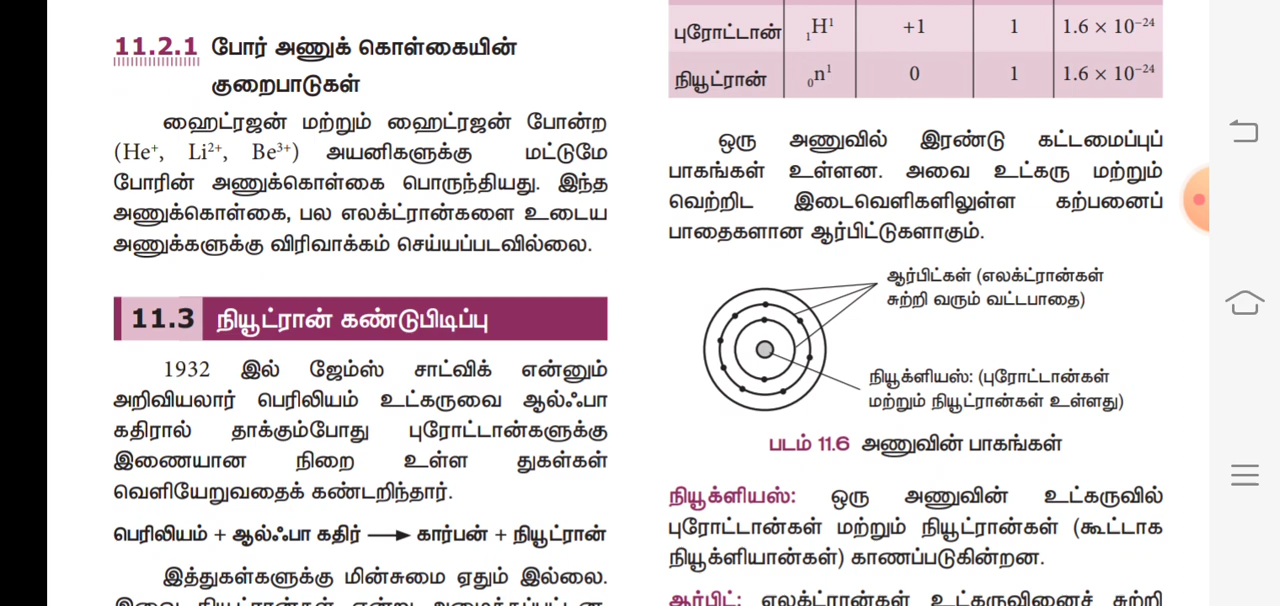 11.2.1 போர் அணுக் கொள்கையின்
குறைபாடுகள்
ஹைட்ரஜன் மற்றும் ஹைட்ரஜன் போன்ற
(He⁺, Li²⁺, Be³⁺) அயனிகளுக்கு மட்டுமே
போரின் அணுக்கொள்கை பொருந்தியது. இந்த
அணுக்கொள்கை, பல எலக்ட்ரான்களை உடைய
அணுக்களுக்கு விரிவாக்கம் செய்யப்படவில்லை.
11.3 நியூட்ரான் கண்டுபிடிப்பு
1932 இல் ஜேம்ஸ் சாட்விக் என்னும்
அறிவியலார் பெரிலியம் உட்கருவை ஆல்ஃபா
கதிரால் தாக்கும்போது புரோட்டான்களுக்கு
இணையான நிறை உள்ள துகள்கள்
வெளியேறுவதைக் கண்டறிந்தார்.
பெரிலியம் + ஆல்ஃபா கதிர் ⟶ கார்பன் + நியூட்ரான்
இத்துகள்களுக்கு மின்சுமை ஏதும் இல்லை.
புரோட்டான் ₁H¹ +1 1 1.6 × 10⁻²⁴
நியூட்ரான் ₀n¹ 0 1 1.6 × 10⁻²⁴
ஒரு அணுவில் இரண்டு கட்டமைப்புப்
பாகங்கள் உள்ளன. அவை உட்கரு மற்றும்
வெற்றிட இடைவெளிகளிலுள்ள கற்பனைப்
பாதைகளான ஆர்பிட்டுகளாகும்.
ஆர்பிட்கள் (எலக்ட்ரான்கள்
சுற்றி வரும் வட்டபாதை)
நியூக்ளியஸ்: (புரோட்டான்கள்
மற்றும் நியூட்ரான்கள் உள்ளது)
படம் 11.6 அணுவின் பாகங்கள்
நியூக்ளியஸ்: ஒரு அணுவின் உட்கருவில்
புரோட்டான்கள் மற்றும் நியூட்ரான்கள் (கூட்டாக
நியூக்ளியான்கள்) காணப்படுகின்றன.
ஆர்பிட்: எலக்ட்ரான்கள் உட்கருவினைச் சுற்றி